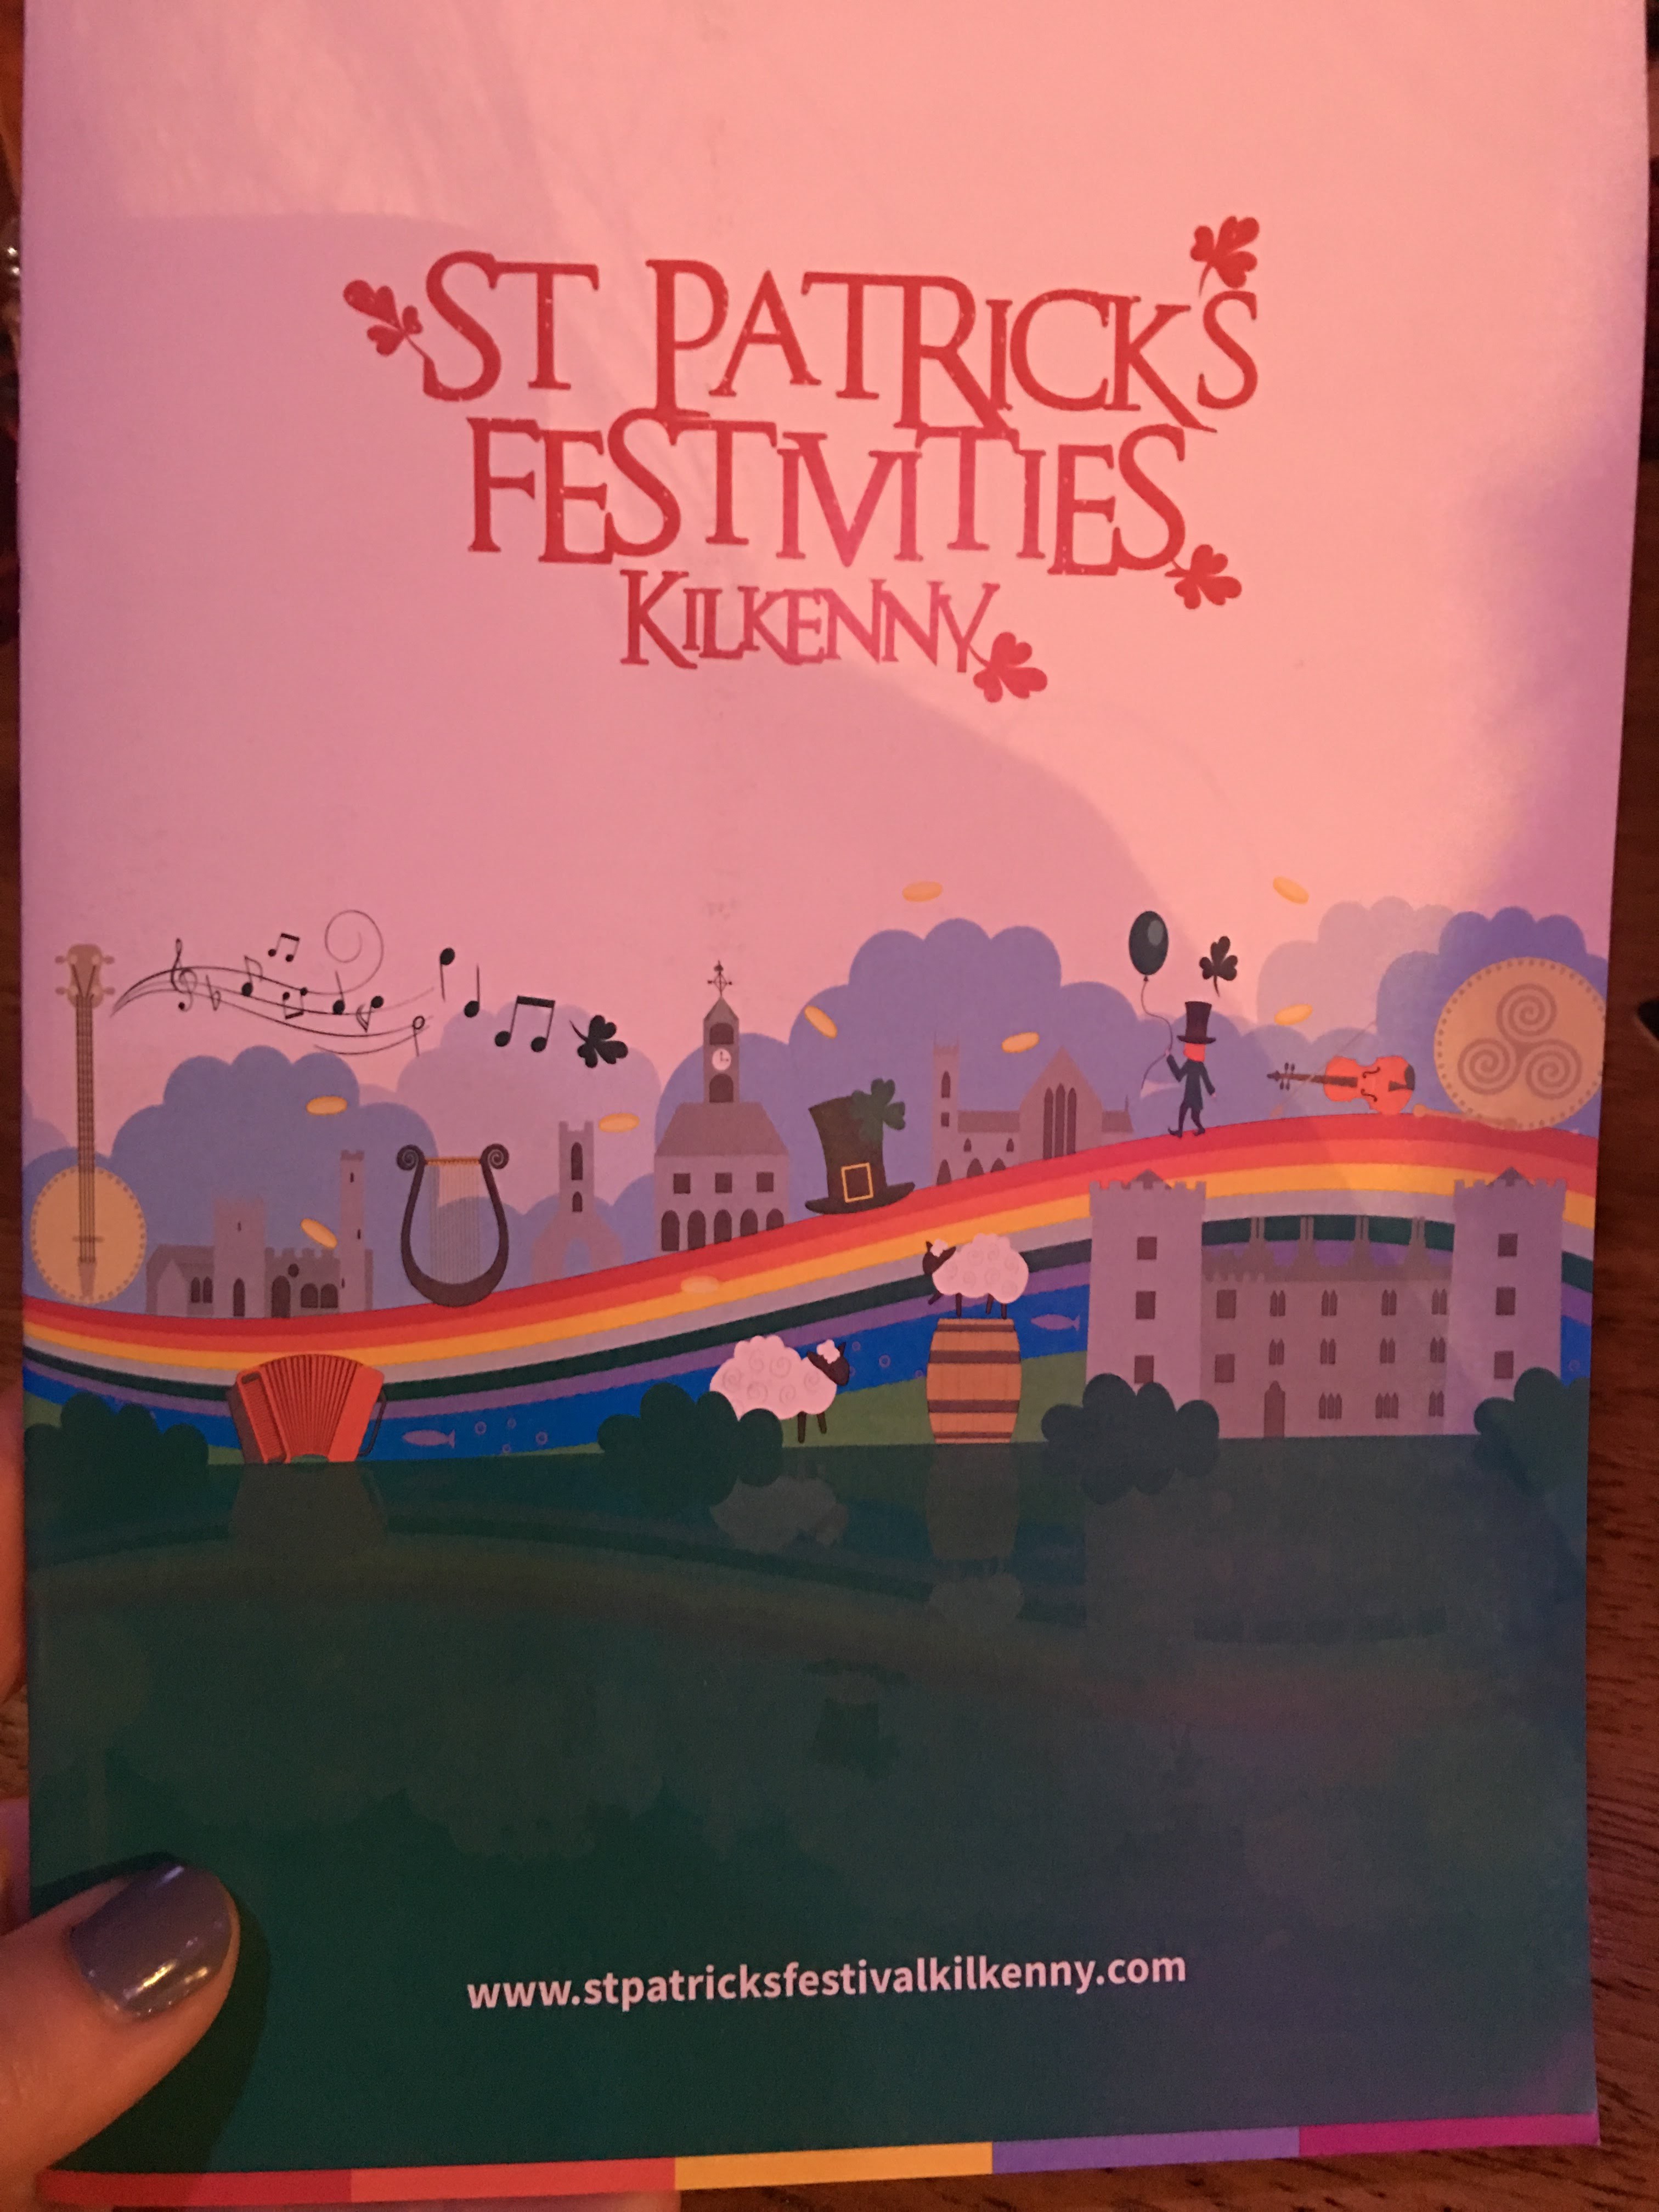 ST PATRICK'S
FESTIVITIES
KILKENNY
www.stpatricksfestivalkilkenny.com